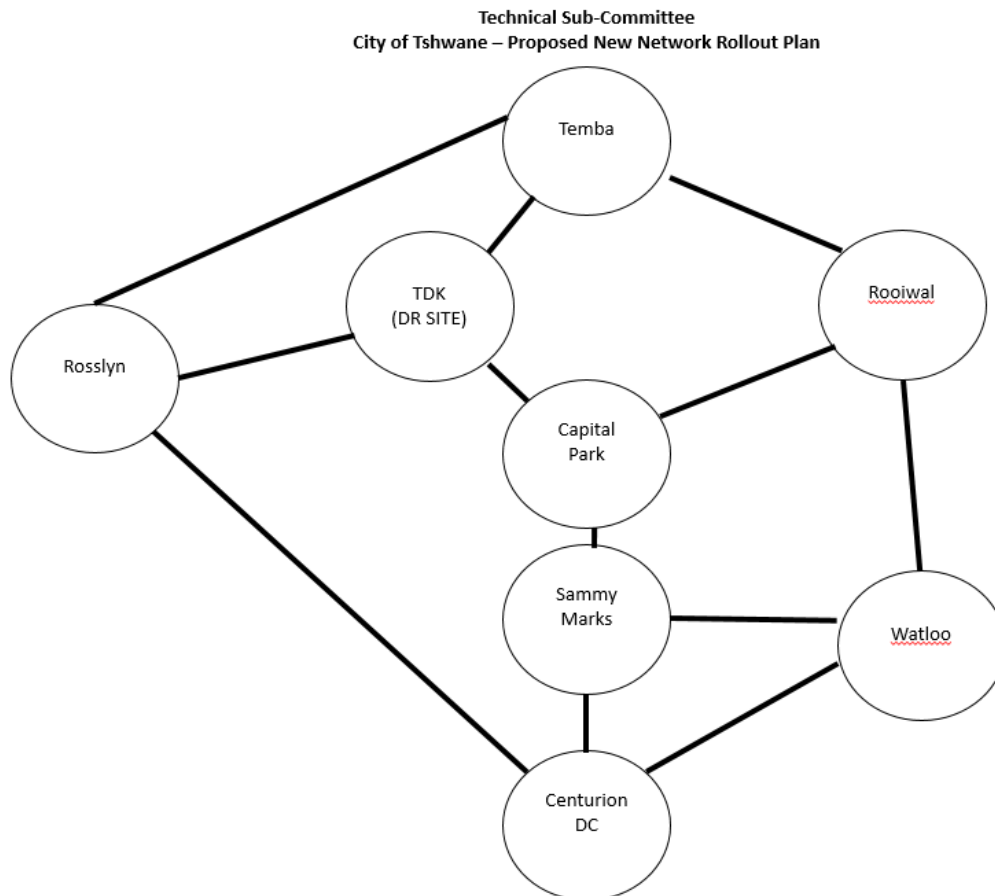 Technical Sub-Committee
City of Tshwane – Proposed New Network Rollout Plan
Temba
TDK
(DR SITE)
Rooiwal
Rosslyn
Capital
Park
Sammy
Marks
Watloo
Centurion
DC